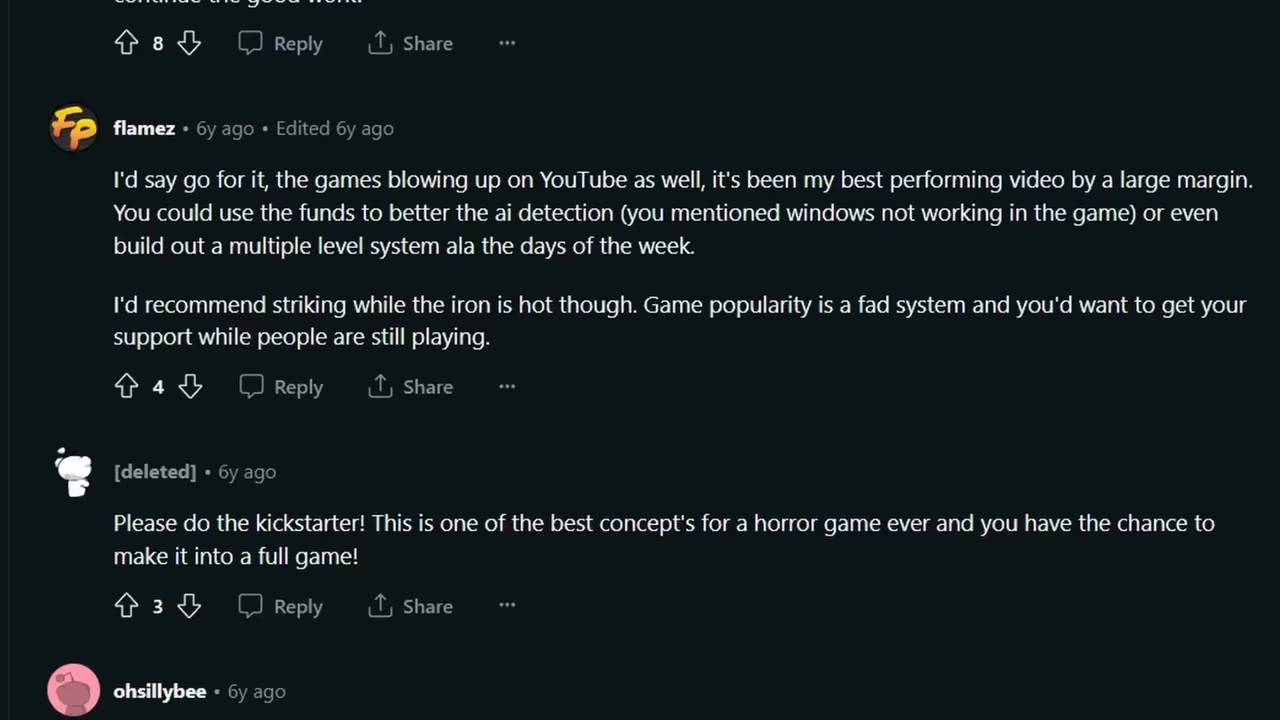 continue the good work.
8 Reply Share
FP
flamez • 6y ago • Edited 6y ago
I'd say go for it, the games blowing up on YouTube as well, it's been my best performing video by a large margin.
You could use the funds to better the ai detection (you mentioned windows not working in the game) or even
build out a multiple level system ala the days of the week.
I'd recommend striking while the iron is hot though. Game popularity is a fad system and you'd want to get your
support while people are still playing.
4 Reply Share
[deleted] • 6y ago
Please do the kickstarter! This is one of the best concept's for a horror game ever and you have the chance to
make it into a full game!
3 Reply Share
ohsillybee • 6y ago